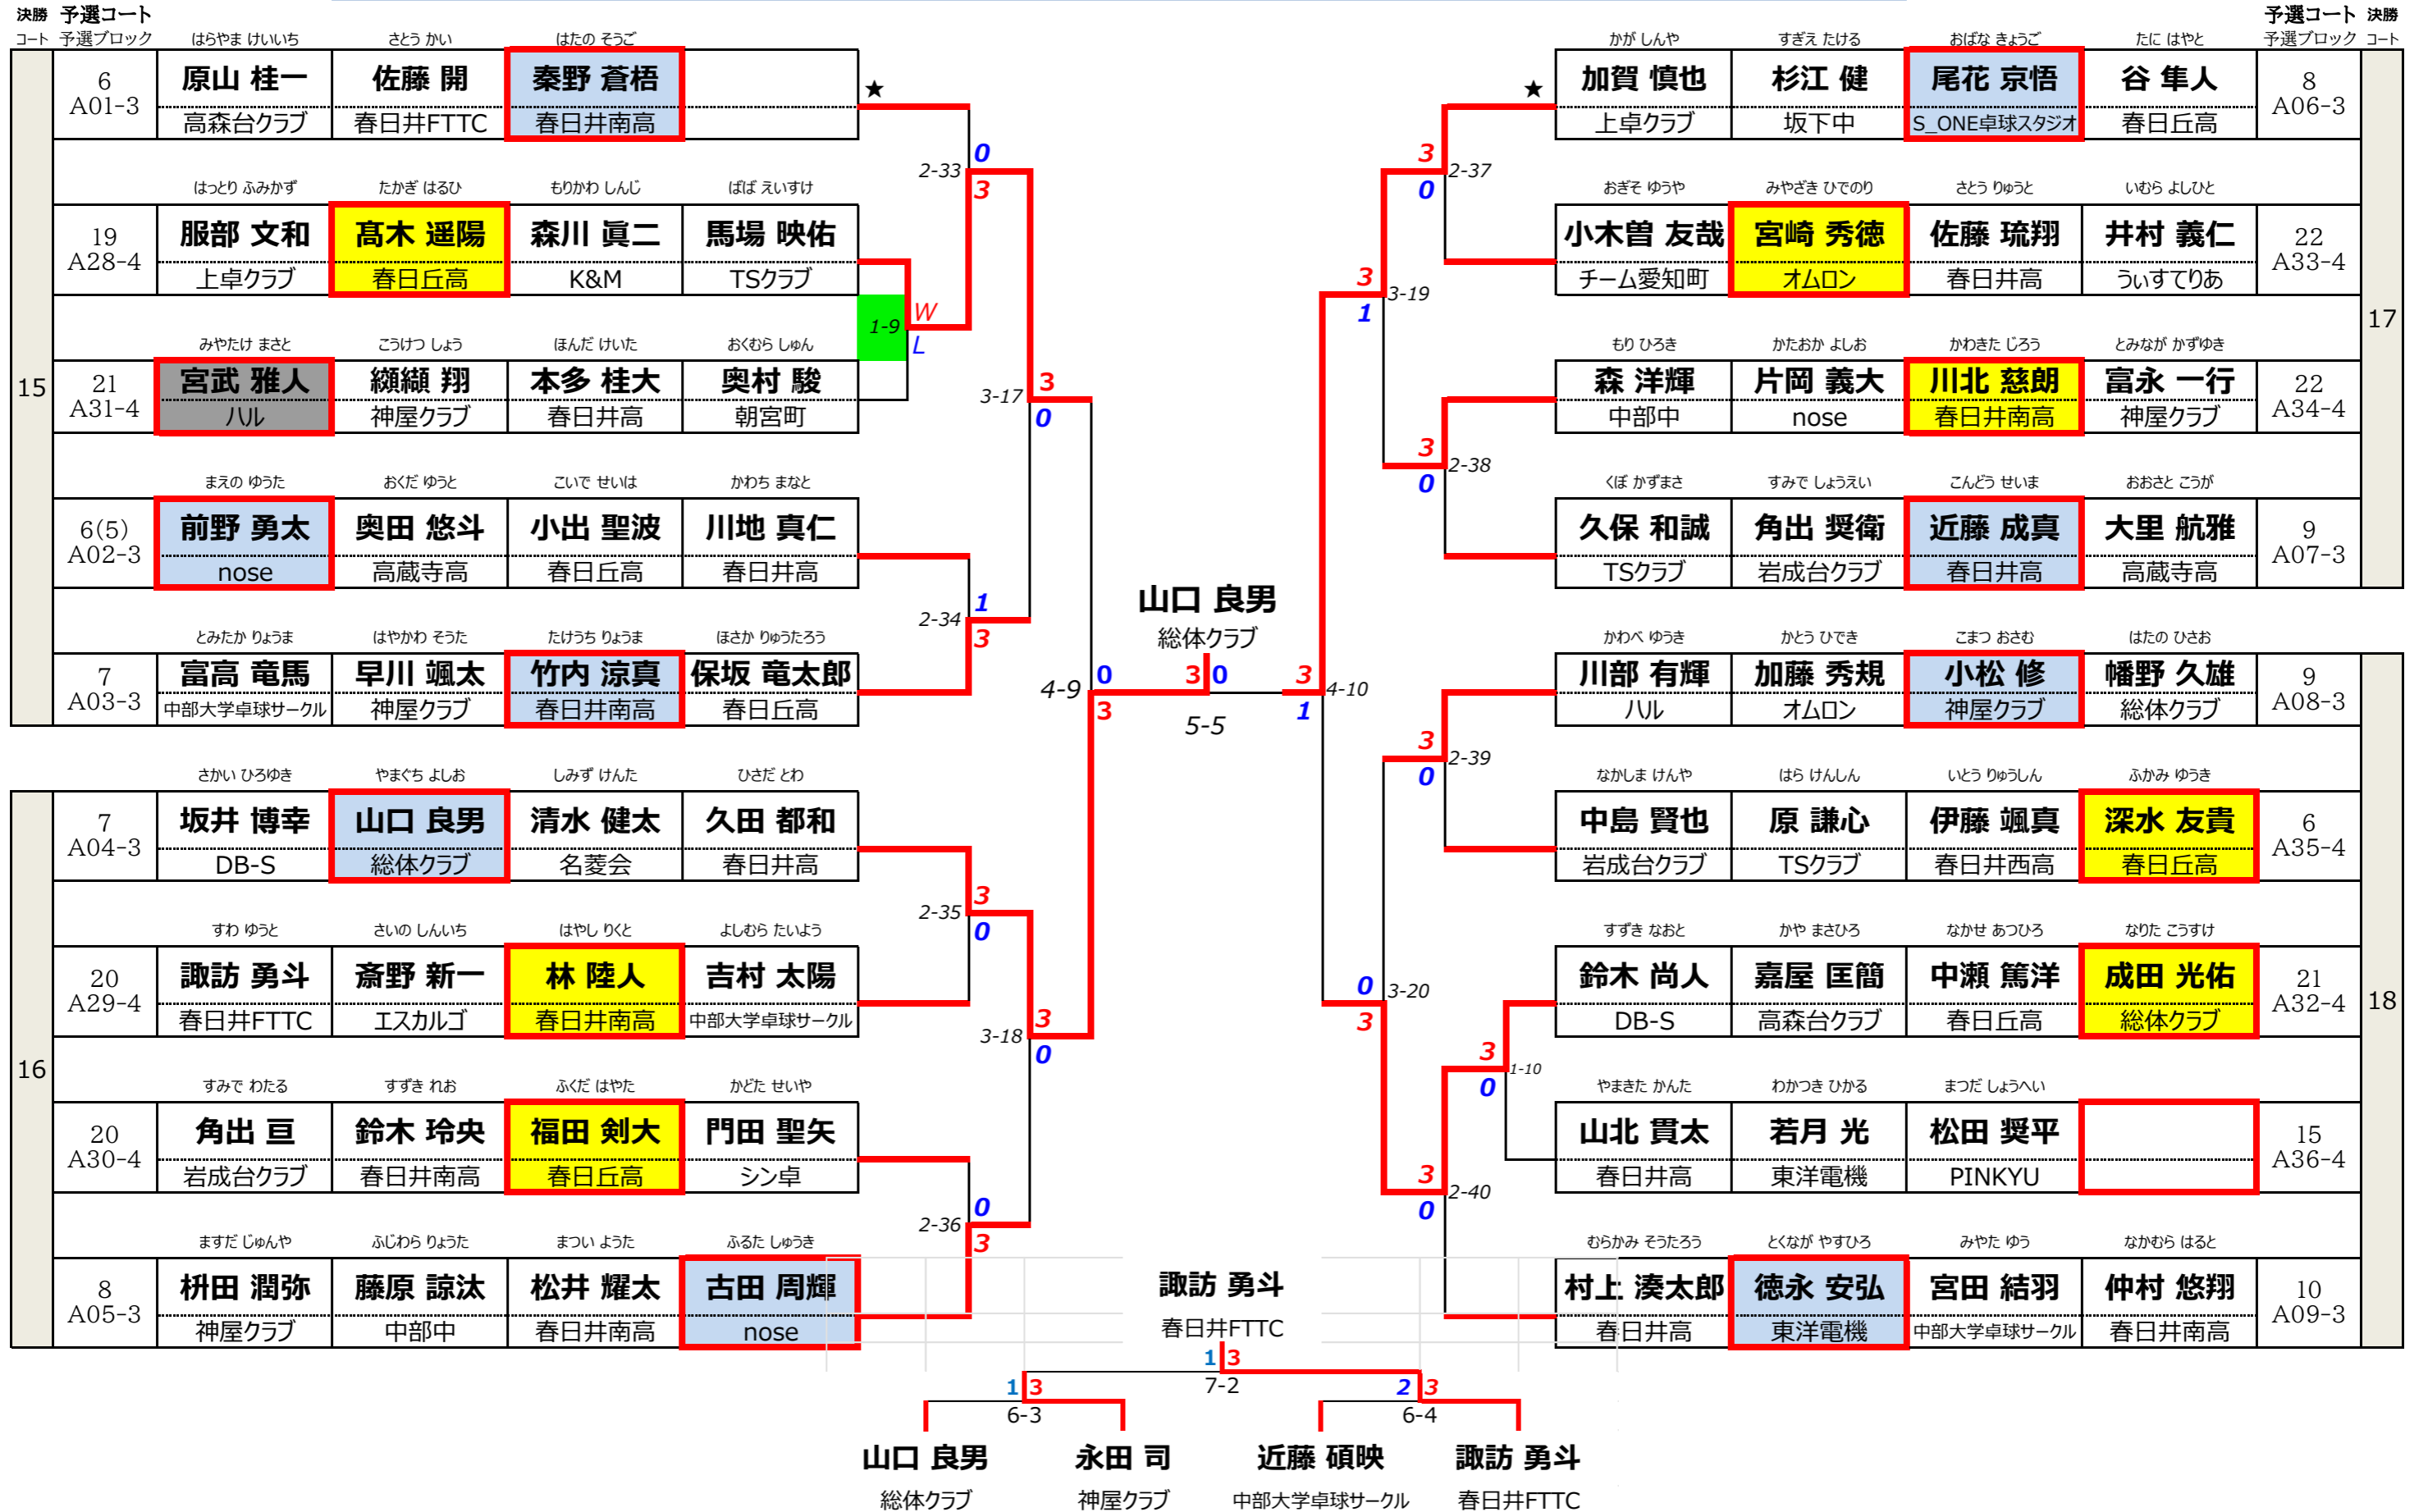 決勝 予選コート
コート 予選ブロック
はらやま けいいち さとう かい はたの そうご
6 A01-3
原山 桂一 佐藤 開 秦野 蒼梧
高森台クラブ 春日井FTTC 春日井南高
★
はっとり ふみかず たかぎ はるひ もりかわ しんじ ばば えいすけ
19 A28-4
服部 文和 髙木 遥陽 森川 眞二 馬場 映佑
上卓クラブ 春日丘高 K&M TSクラブ
みやたけ まさと こうけつ しょう ほんだ けいた おくむら しゅん
21 A31-4
宮武 雅人 纐纈 翔 本多 桂大 奥村 駿
ハル 神屋クラブ 春日井高 朝宮町
15
まえの ゆうた おくだ ゆうと こいで せいは かわち まなと
6(5) A02-3
前野 勇太 奥田 悠斗 小出 聖波 川地 真仁
nose 高蔵寺高 春日丘高 春日井高
とみたか りょうま はやかわ そうた たけうち りょうま ほさか りゅうたろう
7 A03-3
富高 竜馬 早川 颯太 竹内 涼真 保坂 竜太郎
中部大学卓球サークル 神屋クラブ 春日井南高 春日丘高
さかい ひろゆき やまぐち よしお しみず けんた ひさだ とわ
7 A04-3
坂井 博幸 山口 良男 清水 健太 久田 都和
DB-S 総体クラブ 名菱会 春日井高
すわ ゆうと さいの しんいち はやし りくと よしむら たいよう
20 A29-4
諏訪 勇斗 斎野 新一 林 陸人 吉村 太陽
春日井FTTC エスカルゴ 春日井南高 中部大学卓球サークル
16
すみで わたる すずき れお ふくだ はやた かどた せいや
20 A30-4
角出 亘 鈴木 玲央 福田 剣大 門田 聖矢
岩成台クラブ 春日井南高 春日丘高 シン卓
ますだ じゅんや ふじわら りょうた まつい ようた ふるた しゅうき
8 A05-3
枡田 潤弥 藤原 諒汰 松井 耀太 古田 周輝
神屋クラブ 中部中 春日井南高 nose
2-33 0 3
1-9 W L
3-17 3 0
2-34 1 3
4-9 0 3
2-35 3 0
3-18 3 0
2-36 0 3
山口 良男
総体クラブ
3 0
5-5
3 2-37 0
3 3-19 1
3 2-38 0
3 4-10 1
3 2-39 0
0 3-20 3
3 1-10 0
3 2-40 0
予選コート 決勝
予選ブロック コート
かが しんや すぎえ たける おばな きょうご たに はやと
★
加賀 慎也 杉江 健 尾花 京悟 谷 隼人
上卓クラブ 坂下中 S_ONE卓球スタジオ 春日丘高
8 A06-3
おぎそ ゆうや みやざき ひでのり さとう りゅうと いむら よしひと
小木曽 友哉 宮崎 秀徳 佐藤 琉翔 井村 義仁
チーム愛知町 オムロン 春日井高 うぃすてりあ
22 A33-4
17
もり ひろき かたおか よしお かわきた じろう とみなが かずゆき
森 洋輝 片岡 義大 川北 慈朗 富永 一行
中部中 nose 春日井南高 神屋クラブ
22 A34-4
くぼ かずまさ すみで しょうえい こんどう せいま おおさと こうが
久保 和誠 角出 奨衛 近藤 成真 大里 航雅
TSクラブ 岩成台クラブ 春日井高 高蔵寺高
9 A07-3
かわべ ゆうき かとう ひでき こまつ おさむ はたの ひさお
川部 有輝 加藤 秀規 小松 修 幡野 久雄
ハル オムロン 神屋クラブ 総体クラブ
9 A08-3
なかしま けんや はら けんしん いとう りゅうしん ふかみ ゆうき
中島 賢也 原 謙心 伊藤 颯真 深水 友貴
岩成台クラブ TSクラブ 春日井西高 春日丘高
6 A35-4
すずき なおと かや まさひろ なかせ あつひろ なりた こうすけ
鈴木 尚人 嘉屋 匡簡 中瀬 篤洋 成田 光佑
DB-S 高森台クラブ 春日丘高 総体クラブ
21 A32-4
18
やまきた かんた わかつき ひかる まつだ しょうへい
山北 貫太 若月 光 松田 奨平
春日井高 東洋電機 PINKYU
15 A36-4
むらかみ そうたろう とくなが やすひろ みやた ゆう なかむら はると
村上 湊太郎 徳永 安弘 宮田 結羽 仲村 悠翔
春日井高 東洋電機 中部大学卓球サークル 春日井南高
10 A09-3
諏訪 勇斗
春日井FTTC
1 3
7-2
1 3
6-3
2 3
6-4
山口 良男 永田 司 近藤 碩映 諏訪 勇斗
総体クラブ 神屋クラブ 中部大学卓球サークル 春日井FTTC